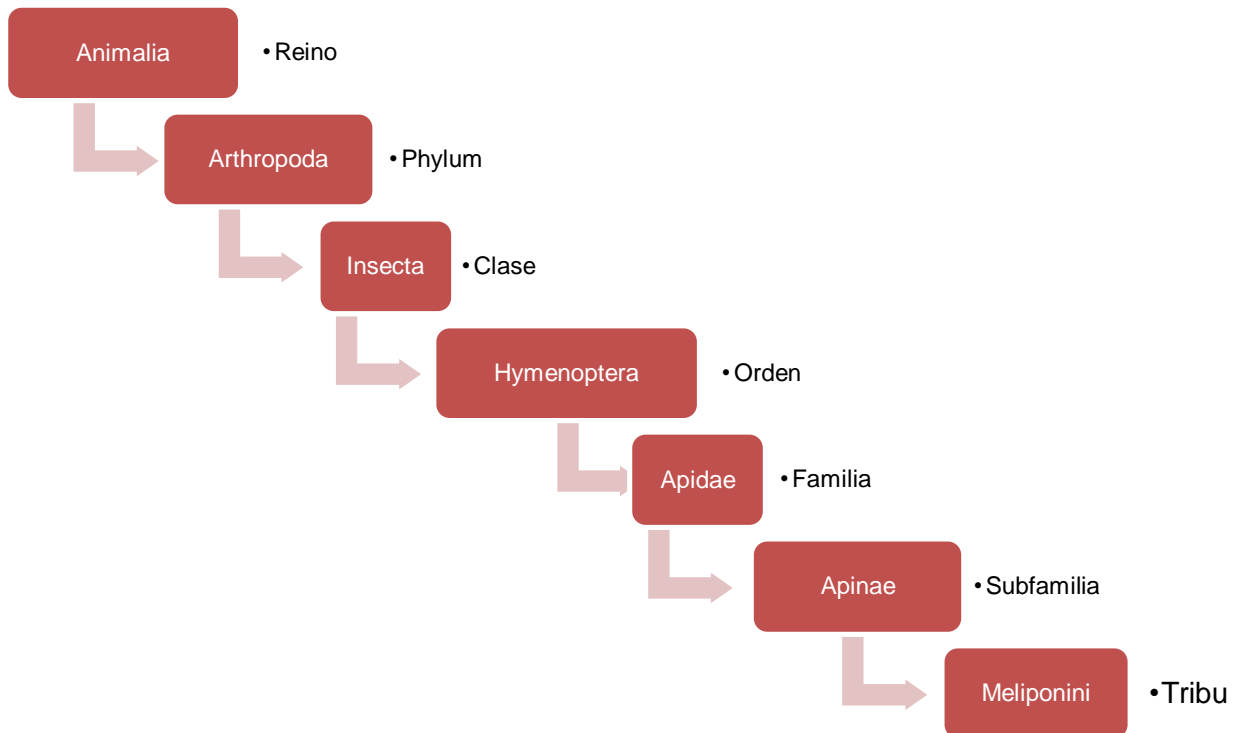 Animalia
•Reino
Arthropoda
•Phylum
Insecta
•Clase
Hymenoptera
•Orden
Apidae
•Familia
Apinae
•Subfamilia
Meliponini
•Tribu